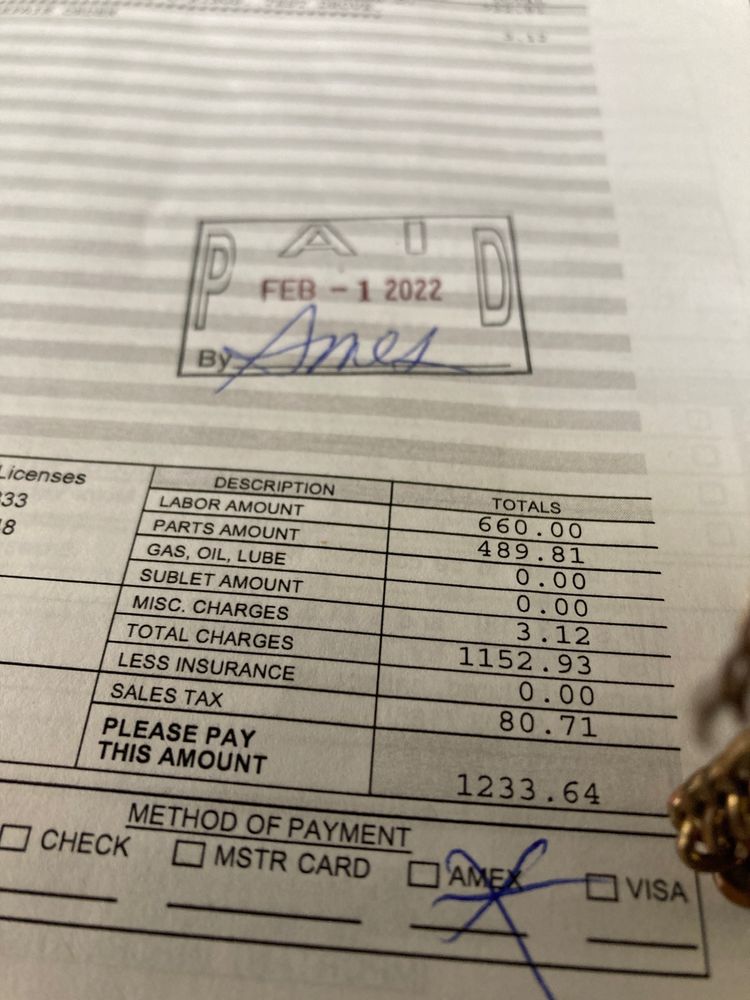 3.12
PAID
FEB - 1 2022
By Ames
Licenses
33
8
DESCRIPTION TOTALS
LABOR AMOUNT 660.00
PARTS AMOUNT 489.81
GAS, OIL, LUBE 0.00
SUBLET AMOUNT 0.00
MISC. CHARGES 3.12
TOTAL CHARGES 1152.93
LESS INSURANCE 0.00
SALES TAX 80.71
PLEASE PAY
THIS AMOUNT 1233.64
METHOD OF PAYMENT
CHECK MSTR CARD AMEX VISA